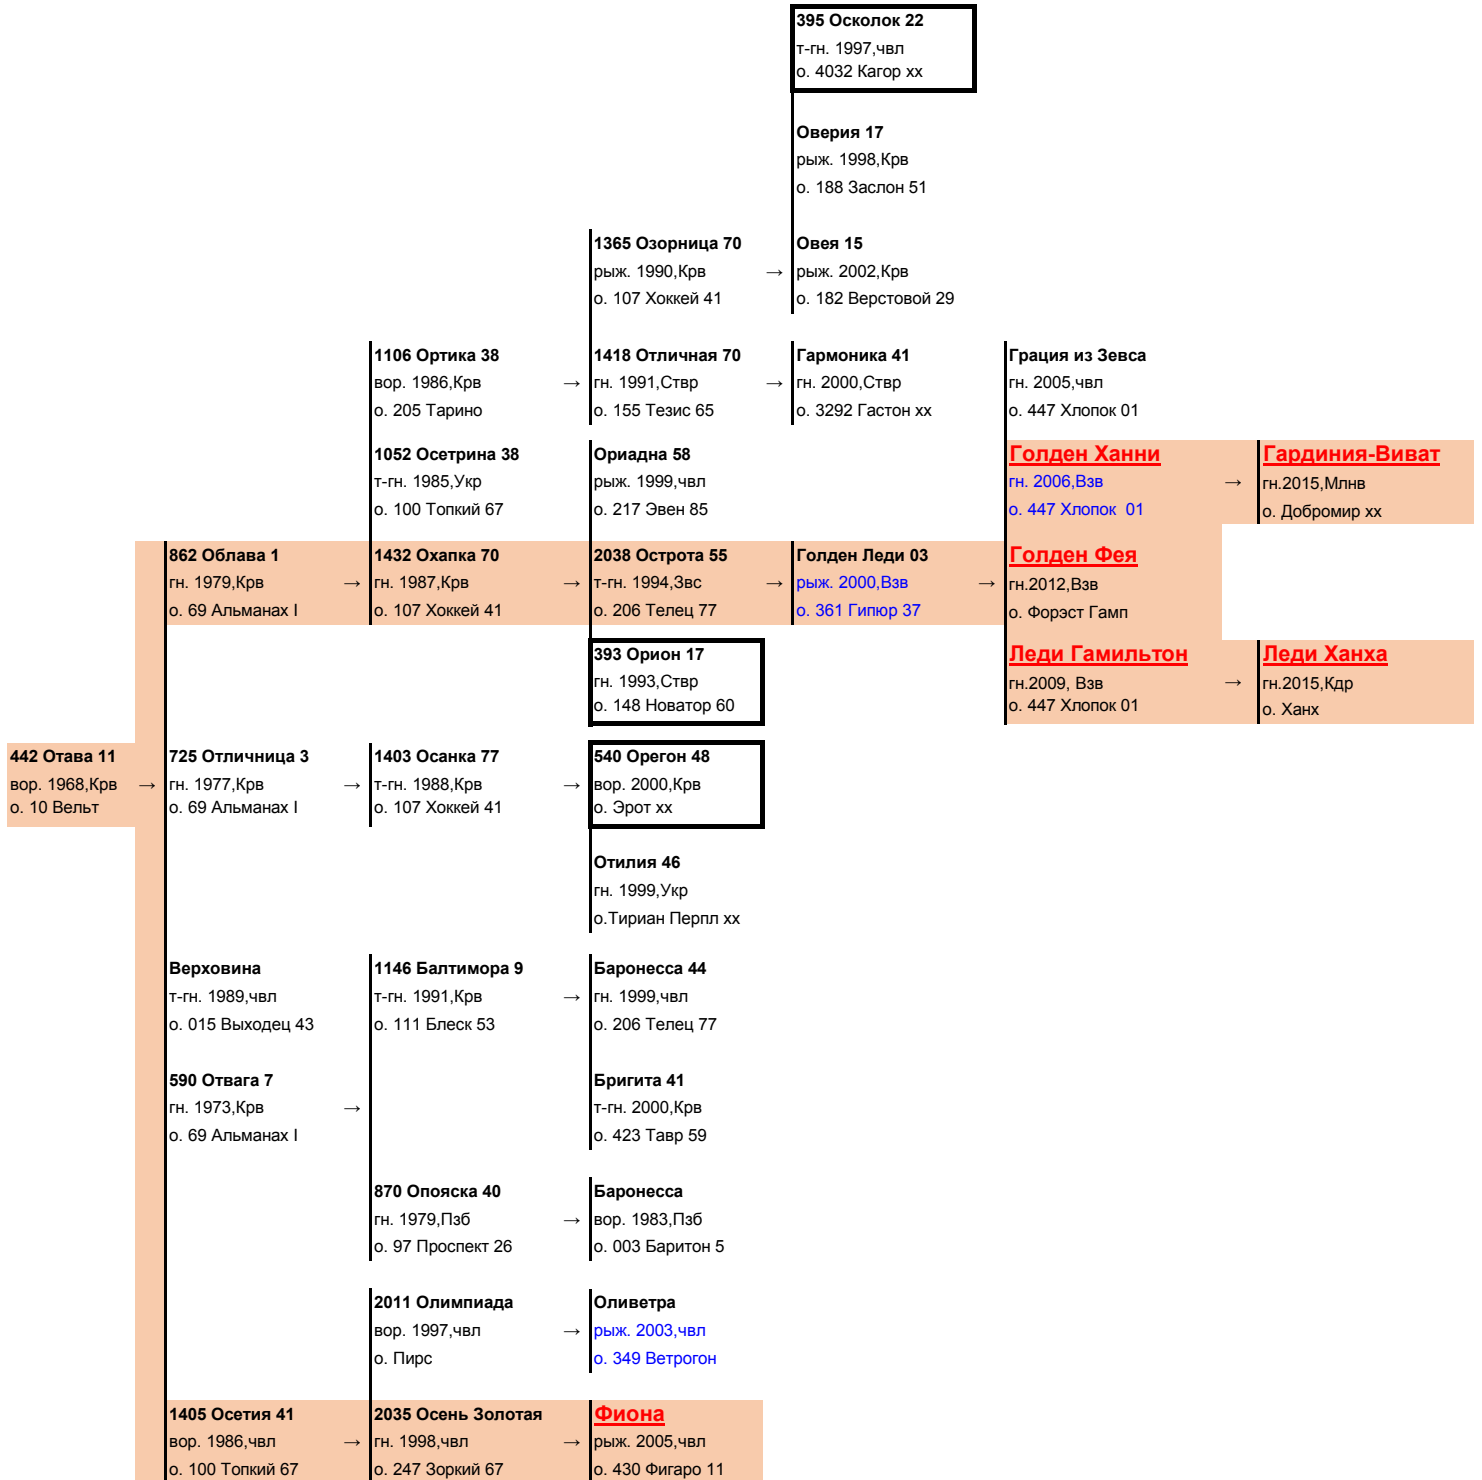 395 Осколок 22
т-гн. 1997,чвл
о. 4032 Кагор хх
Оверия 17
рыж. 1998,Крв
о. 188 Заслон 51
1365 Озорница 70
рыж. 1990,Крв
о. 107 Хоккей 41
→
Овея 15
рыж. 2002,Крв
о. 182 Верстовой 29
1106 Ортика 38
вор. 1986,Крв
о. 205 Тарино
→
1418 Отличная 70
гн. 1991,Ствр
о. 155 Тезис 65
→
Гармоника 41
гн. 2000,Ствр
о. 3292 Гастон хх
Грация из Зевса
гн. 2005,чвл
о. 447 Хлопок 01
1052 Осетрина 38
т-гн. 1985,Укр
о. 100 Топкий 67
Ориадна 58
рыж. 1999,чвл
о. 217 Эвен 85
Голден Ханни
гн. 2006,Взв
о. 447 Хлопок  01
→
Гардиния-Виват
гн.2015,Млнв
о. Добромир хх
862 Облава 1
гн. 1979,Крв
о. 69 Альманах I
→
1432 Охапка 70
гн. 1987,Крв
о. 107 Хоккей 41
→
2038 Острота 55
т-гн. 1994,Звс
о. 206 Телец 77
→
Голден Леди 03
рыж. 2000,Взв
о. 361 Гипюр 37
→
Голден Фея
гн.2012,Взв
о. Форэст Гамп
393 Орион 17
гн. 1993,Ствр
о. 148 Новатор 60
Леди Гамильтон
гн.2009, Взв
о. 447 Хлопок 01
→
Леди Ханха
гн.2015,Кдр
о. Ханх
442 Отава 11
вор. 1968,Крв
о. 10 Вельт
→
725 Отличница 3
гн. 1977,Крв
о. 69 Альманах I
→
1403 Осанка 77
т-гн. 1988,Крв
о. 107 Хоккей 41
→
540 Орегон 48
вор. 2000,Крв
о. Эрот хх
Отилия 46
гн. 1999,Укр
о.Тириан Перпл хх
Верховина
т-гн. 1989,чвл
о. 015 Выходец 43
1146 Балтимора 9
т-гн. 1991,Крв
о. 111 Блеск 53
→
Баронесса 44
гн. 1999,чвл
о. 206 Телец 77
590 Отвага 7
гн. 1973,Крв
о. 69 Альманах I
→
Бригита 41
т-гн. 2000,Крв
о. 423 Тавр 59
870 Опояска 40
гн. 1979,Пзб
о. 97 Проспект 26
→
Баронесса
вор. 1983,Пзб
о. 003 Баритон 5
2011 Олимпиада
вор. 1997,чвл
о. Пирс
→
Оливетра
рыж. 2003,чвл
о. 349 Ветрогон
1405 Осетия 41
вор. 1986,чвл
о. 100 Топкий 67
→
2035 Осень Золотая
гн. 1998,чвл
о. 247 Зоркий 67
→
Фиона
рыж. 2005,чвл
о. 430 Фигаро 11